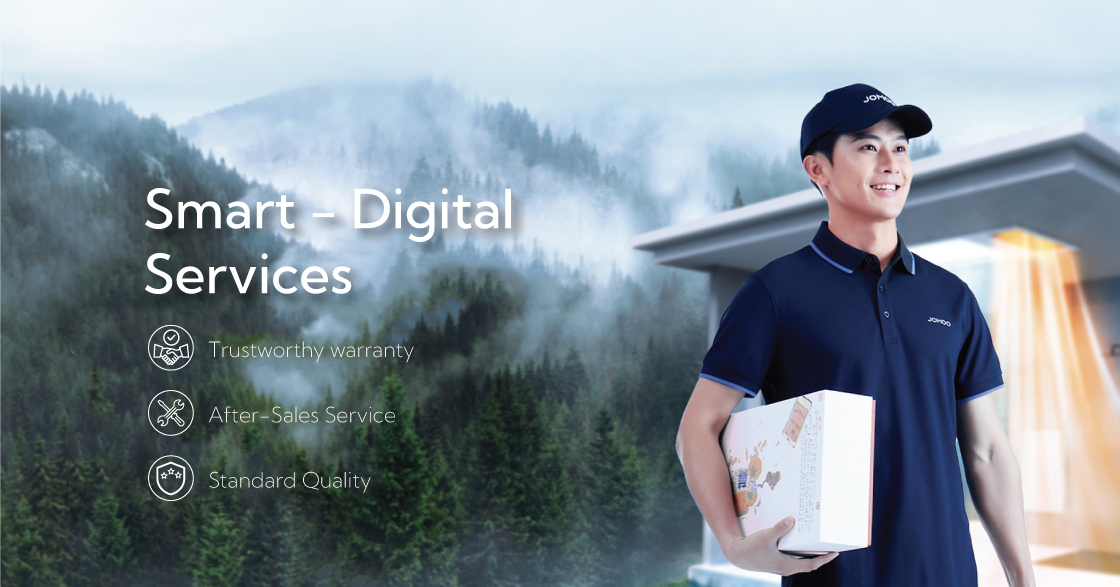 Smart - Digital
Services
Trustworthy warranty
After-Sales Service
Standard Quality
JOMOO
JOMOO